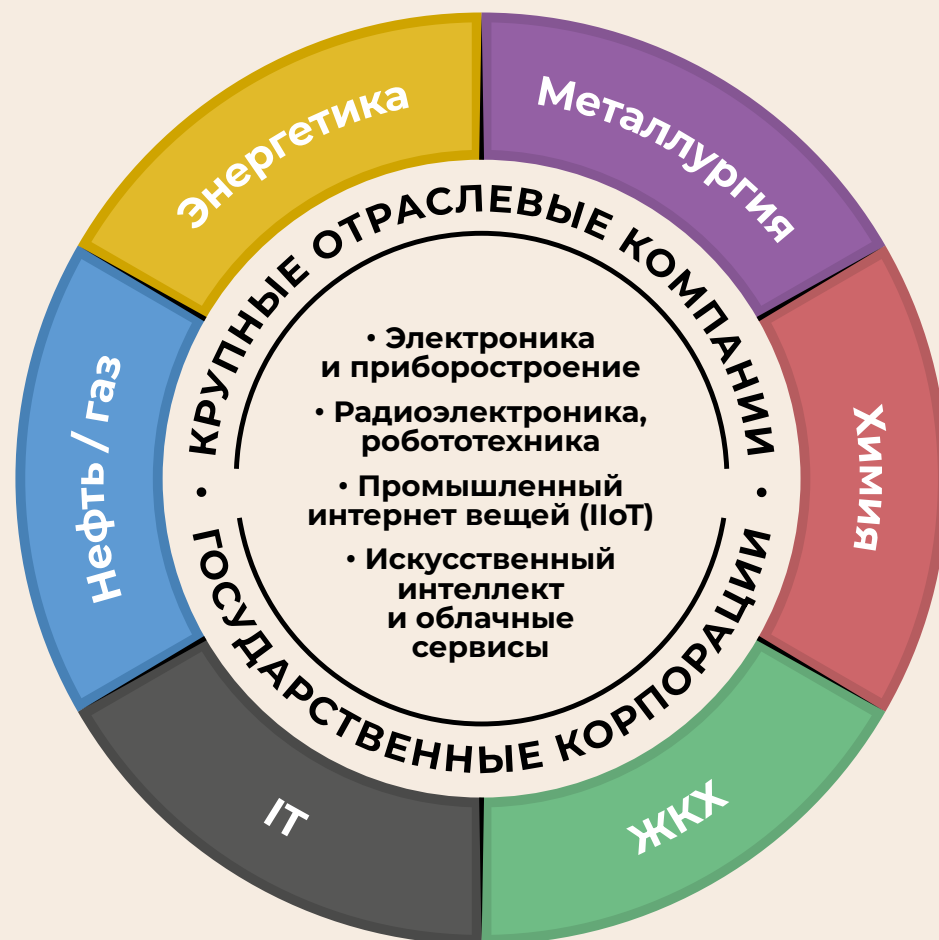 Энергетика
Металлургия
Химия
ЖКХ
IT
Нефть / газ
КРУПНЫЕ ОТРАСЛЕВЫЕ КОМПАНИИ
• •
ГОСУДАРСТВЕННЫЕ КОРПОРАЦИИ
• Электроника
и приборостроение
• Радиоэлектроника,
робототехника
• Промышленный
интернет вещей (IIoT)
• Искусственный
интеллект
и облачные
сервисы